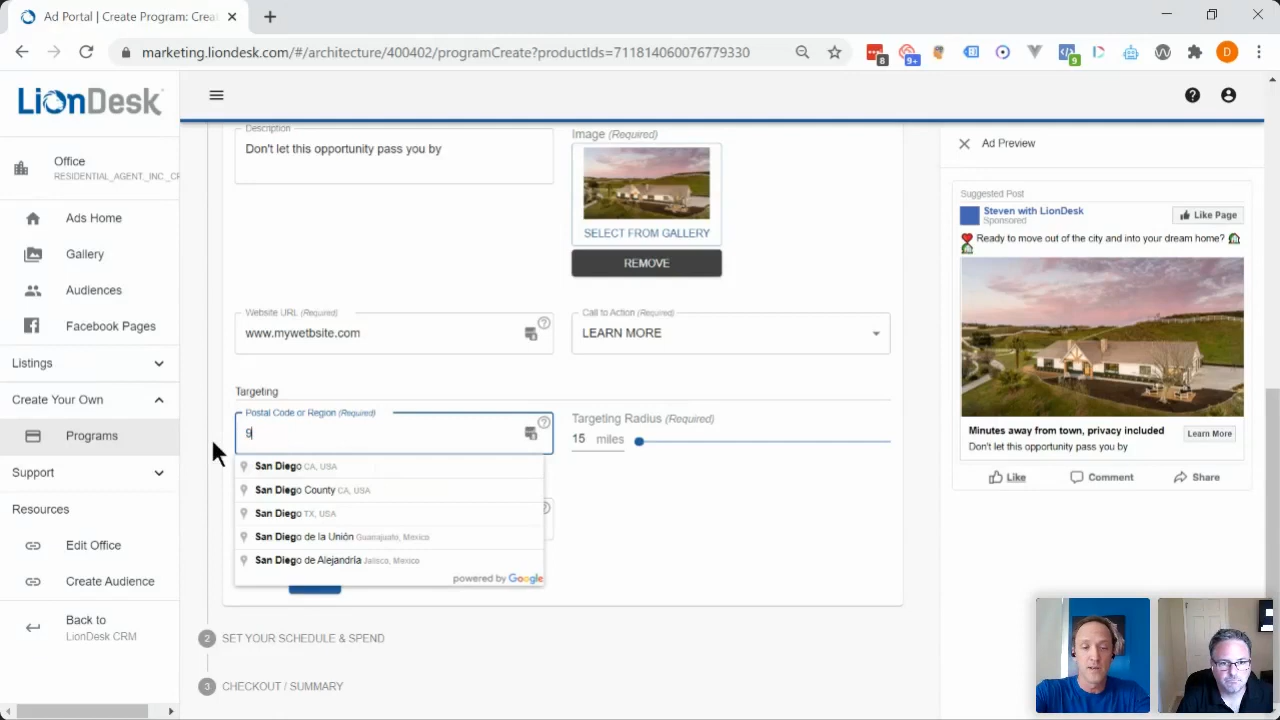 Ad Portal | Create Program: Crea
marketing.liondesk.com/#/architecture/400402/programCreate?productIds=711814060076779330
8
9+
9
D
LionDesk
Office
RESIDENTIAL_AGENT_INC_CR
Ads Home
Gallery
Audiences
Facebook Pages
Listings
Create Your Own
Programs
Support
Resources
Edit Office
Create Audience
Back to
LionDesk CRM
Description
Don't let this opportunity pass you by
Image (Required)
SELECT FROM GALLERY
REMOVE
Website URL (Required)
www.mywetbsite.com
Call to Action (Required)
LEARN MORE
Targeting
Postal Code or Region (Required)
9
Targeting Radius (Required)
15 miles
San Diego CA, USA
San Diego County CA, USA
San Diego TX, USA
San Diego de la Unión Guanajuato, Mexico
San Diego de Alejandría Jalisco, Mexico
powered by Google
2 SET YOUR SCHEDULE & SPEND
3 CHECKOUT / SUMMARY
Ad Preview
Suggested Post
Steven with LionDesk
Sponsored
Like Page
Ready to move out of the city and into your dream home?
Minutes away from town, privacy included
Don't let this opportunity pass you by
Learn More
Like
Comment
Share